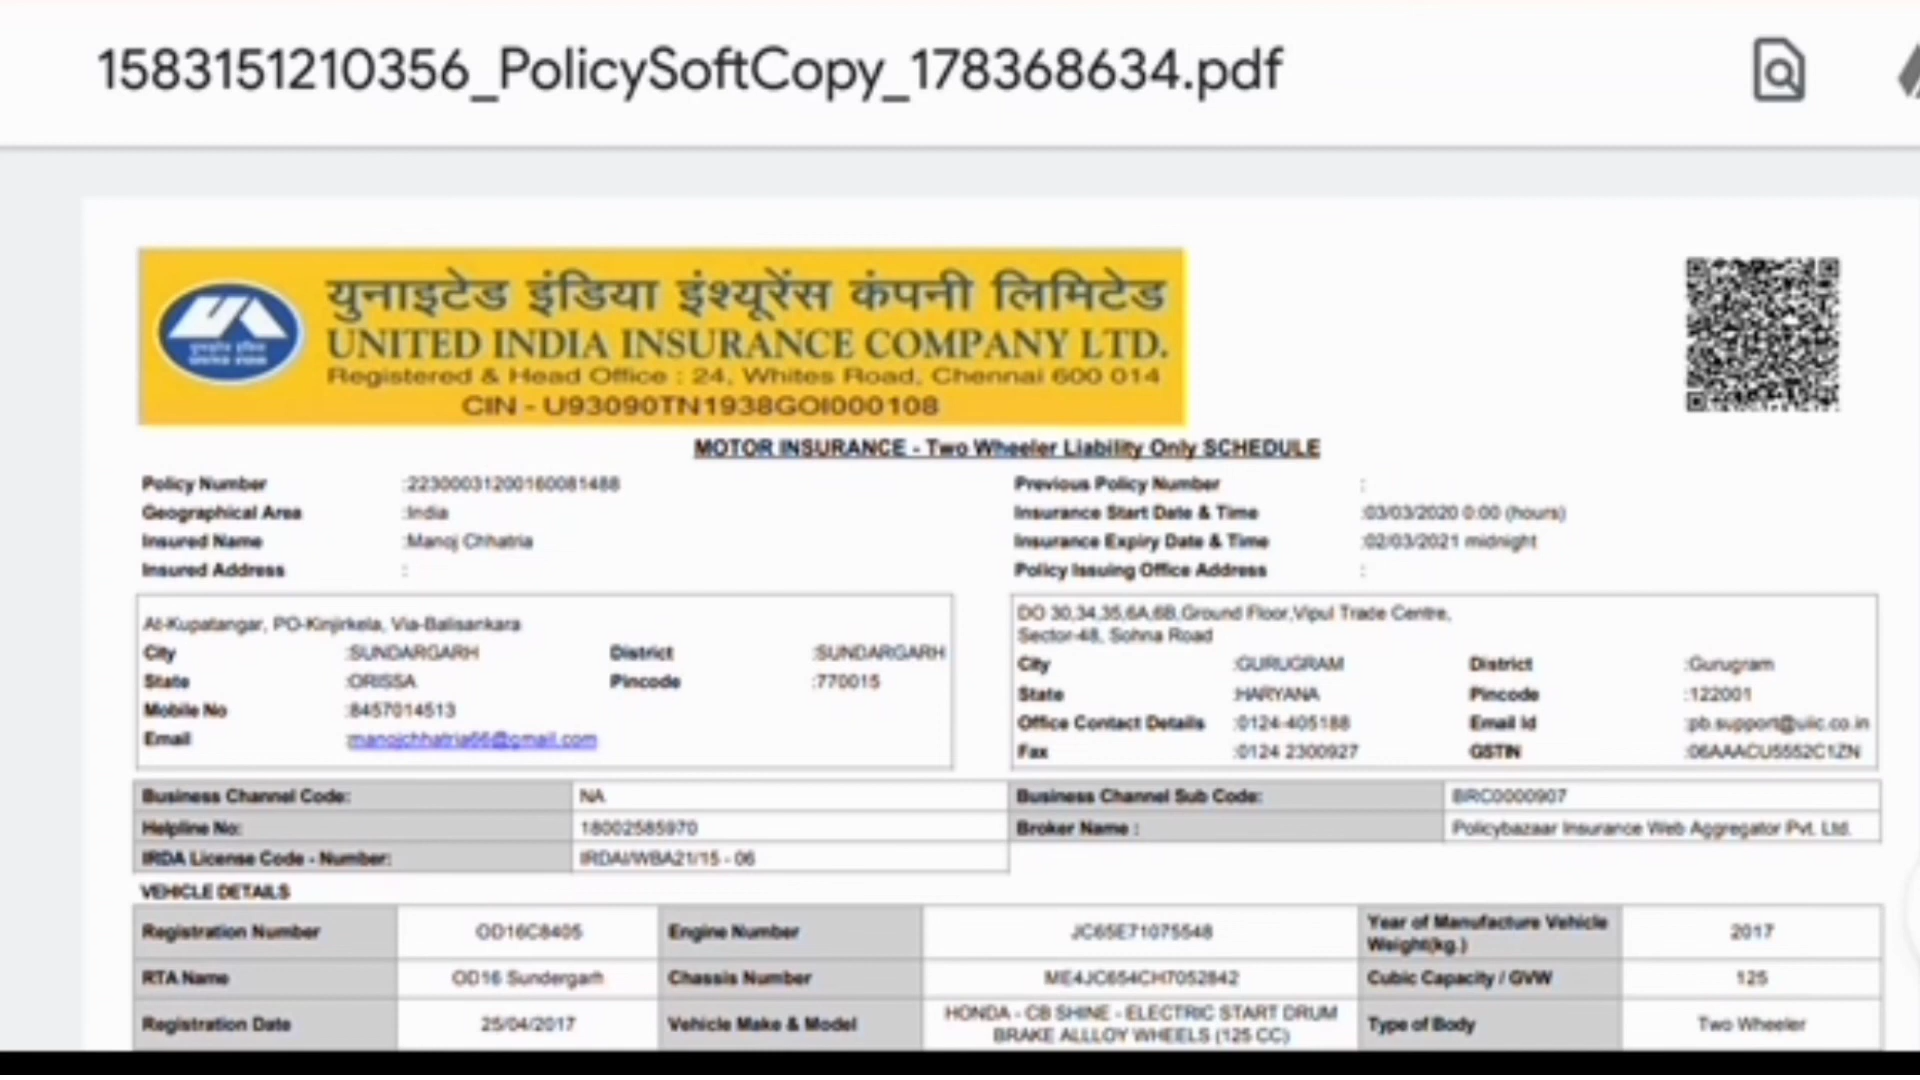 1583151210356_PolicySoftCopy_178368634.pdf
युनाइटेड इंडिया इंश्यूरेंस कंपनी लिमिटेड
UNITED INDIA INSURANCE COMPANY LTD.
Registered & Head Office : 24, Whites Road, Chennai 600 014
CIN - U93090TN1938GOI000108
MOTOR INSURANCE - Two Wheeler Liability Only SCHEDULE
Policy Number :22300031200160081488 Previous Policy Number :
Geographical Area :India Insurance Start Date & Time :03/03/2020 0:00 (hours)
Insured Name :Manoj Chhatria Insurance Expiry Date & Time :02/03/2021 midnight
Insured Address : Policy Issuing Office Address :
At-Kupatangar, PO-Kinjirkela, Via-Balisankara
City :SUNDARGARH District :SUNDARGARH
State :ORISSA Pincode :770015
Mobile No :8457014513
Email :manojchhatria66@gmail.com
DO 30,34,35,6A,6B,Ground Floor,Vipul Trade Centre,
Sector-48, Sohna Road
City :GURUGRAM District :Gurugram
State :HARYANA Pincode :122001
Office Contact Details :0124-405188 Email Id :pb.support@uiic.co.in
Fax :0124 2300927 GSTIN :06AAACU5552C1ZN
Business Channel Code: NA Business Channel Sub Code: BRC0000907
Helpline No: 18002585970 Broker Name : Policybazaar Insurance Web Aggregator Pvt. Ltd.
IRDA License Code - Number: IRDAI/WBA21/15 - 06
VEHICLE DETAILS
Registration Number OD16C8405 Engine Number JC65E71075548 Year of Manufacture Vehicle Weight(kg.) 2017
RTA Name OD16 Sundergarh Chassis Number ME4JC654CH7052842 Cubic Capacity / GVW 125
Registration Date 25/04/2017 Vehicle Make & Model HONDA - CB SHINE - ELECTRIC START DRUM BRAKE ALLLOY WHEELS (125 CC) Type of Body Two Wheeler